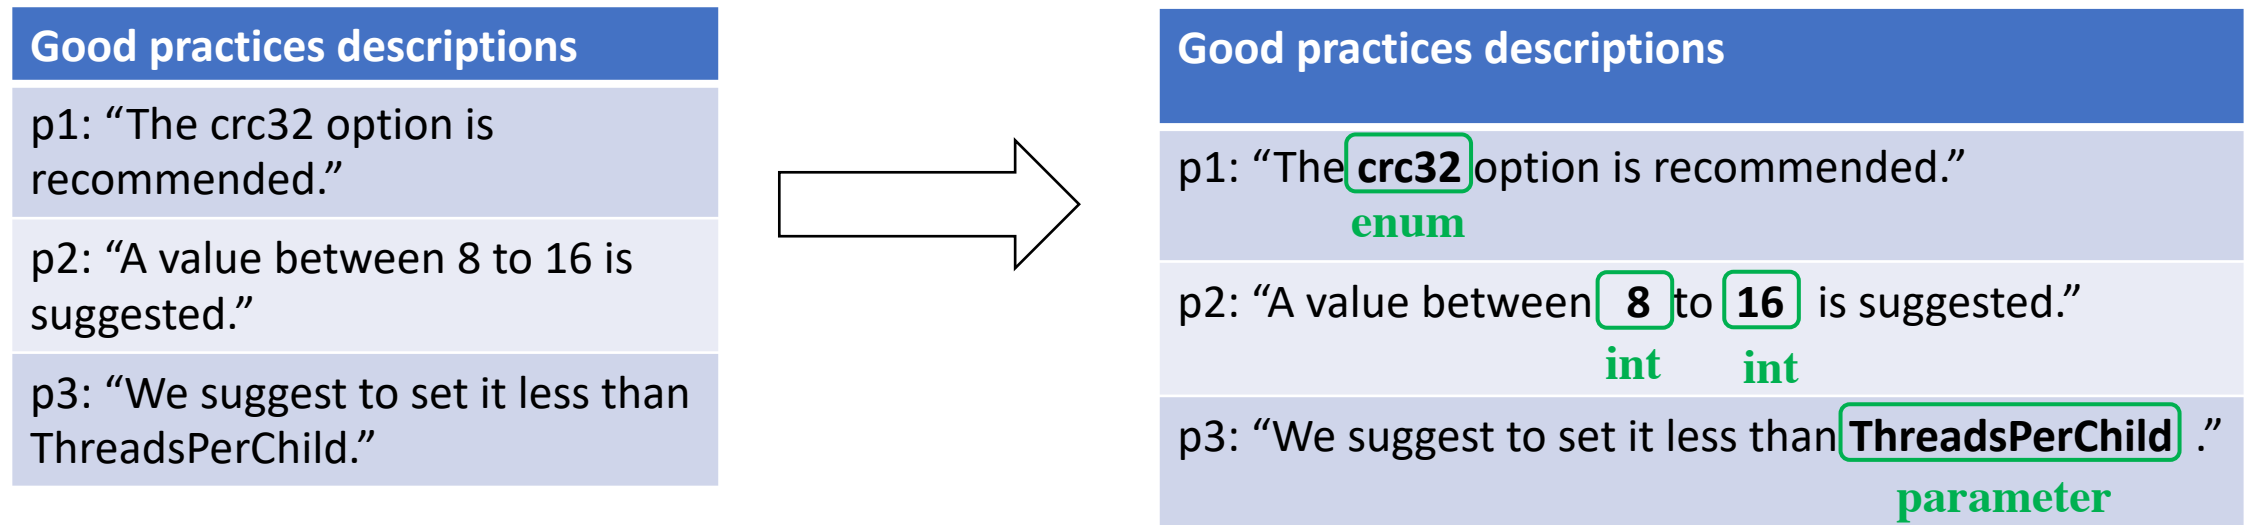 Good practices descriptions
p1: “The crc32 option is
recommended.”
p2: “A value between 8 to 16 is
suggested.”
p3: “We suggest to set it less than
ThreadsPerChild.”
Good practices descriptions
p1: “The crc32 option is recommended.”
enum
p2: “A value between 8 to 16 is suggested.”
int int
p3: “We suggest to set it less than ThreadsPerChild .”
parameter